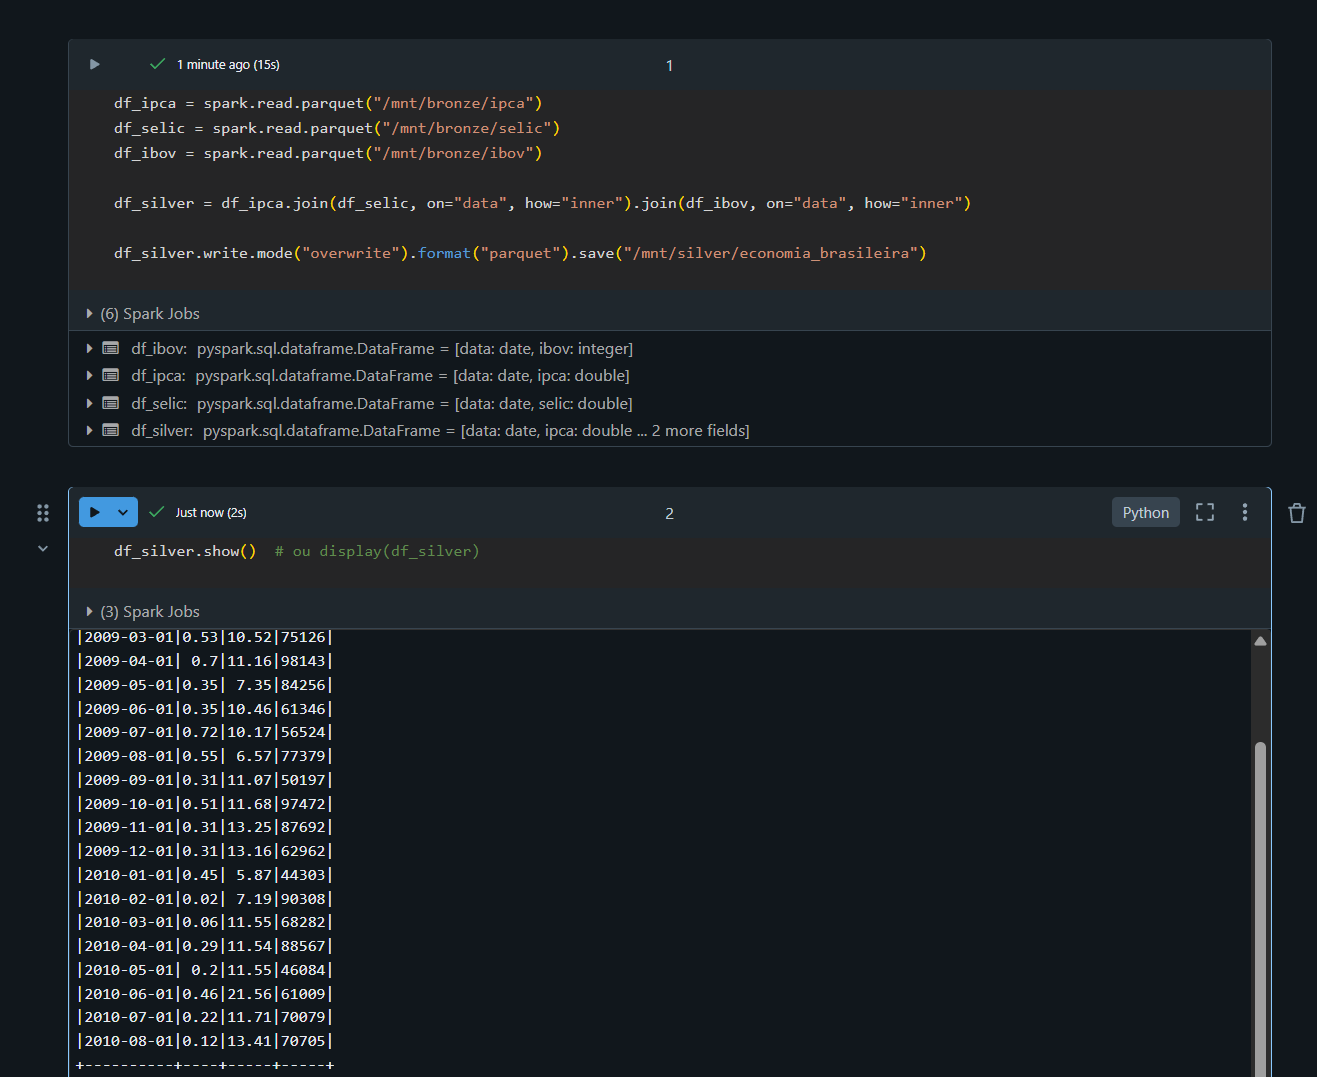 1 minute ago (15s)
1
df_ipca = spark.read.parquet("/mnt/bronze/ipca")
df_selic = spark.read.parquet("/mnt/bronze/selic")
df_ibov = spark.read.parquet("/mnt/bronze/ibov")
df_silver = df_ipca.join(df_selic, on="data", how="inner").join(df_ibov, on="data", how="inner")
df_silver.write.mode("overwrite").format("parquet").save("/mnt/silver/economia_brasileira")
(6) Spark Jobs
df_ibov: pyspark.sql.dataframe.DataFrame = [data: date, ibov: integer]
df_ipca: pyspark.sql.dataframe.DataFrame = [data: date, ipca: double]
df_selic: pyspark.sql.dataframe.DataFrame = [data: date, selic: double]
df_silver: pyspark.sql.dataframe.DataFrame = [data: date, ipca: double ... 2 more fields]
Just now (2s)
2
Python
df_silver.show()  # ou display(df_silver)
(3) Spark Jobs
|2009-03-01|0.53|10.52|75126|
|2009-04-01| 0.7|11.16|98143|
|2009-05-01|0.35| 7.35|84256|
|2009-06-01|0.35|10.46|61346|
|2009-07-01|0.72|10.17|56524|
|2009-08-01|0.55| 6.57|77379|
|2009-09-01|0.31|11.07|50197|
|2009-10-01|0.51|11.68|97472|
|2009-11-01|0.31|13.25|87692|
|2009-12-01|0.31|13.16|62962|
|2010-01-01|0.45| 5.87|44303|
|2010-02-01|0.02| 7.19|90308|
|2010-03-01|0.06|11.55|68282|
|2010-04-01|0.29|11.54|88567|
|2010-05-01| 0.2|11.55|46084|
|2010-06-01|0.46|21.56|61009|
|2010-07-01|0.22|11.71|70079|
|2010-08-01|0.12|13.41|70705|
+----------+----+-----+-----+